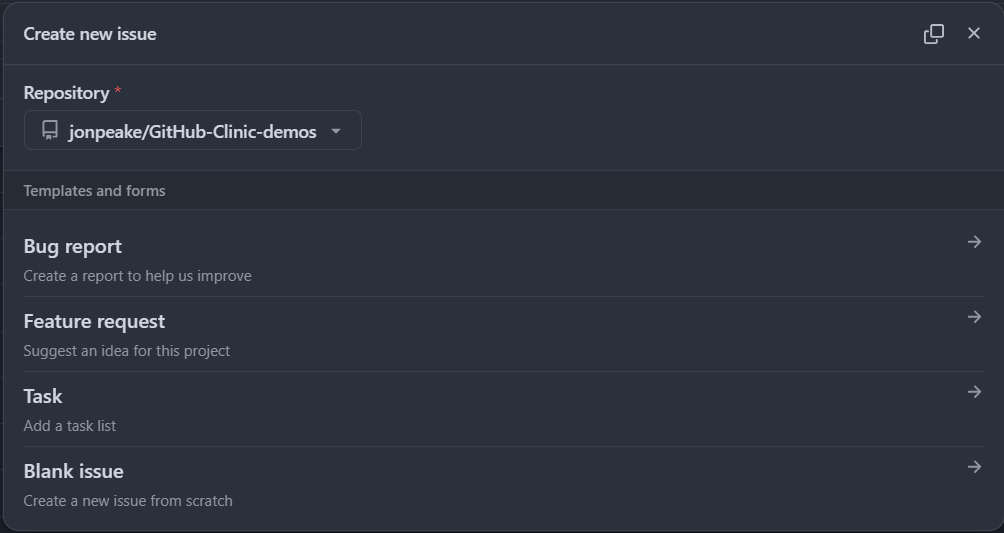 Create new issue
Repository *
jonpeake/GitHub-Clinic-demos
Templates and forms
Bug report
Create a report to help us improve
Feature request
Suggest an idea for this project
Task
Add a task list
Blank issue
Create a new issue from scratch